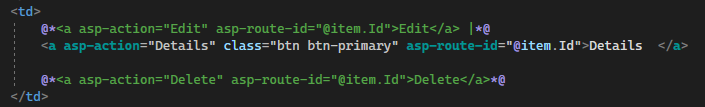 <td>
@*<a asp-action="Edit" asp-route-id="@item.Id">Edit</a> |*@
<a asp-action="Details" class="btn btn-primary" asp-route-id="@item.Id">Details  </a>
@*<a asp-action="Delete" asp-route-id="@item.Id">Delete</a>*@
</td>